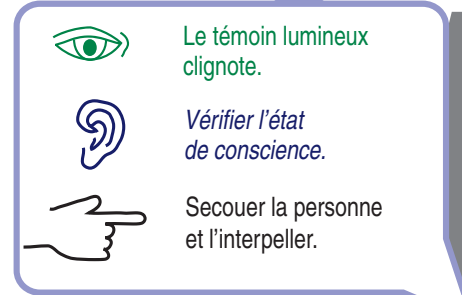 Le témoin lumineux
clignote.
Vérifier l'état
de conscience.
Secouer la personne
et l'interpeller.